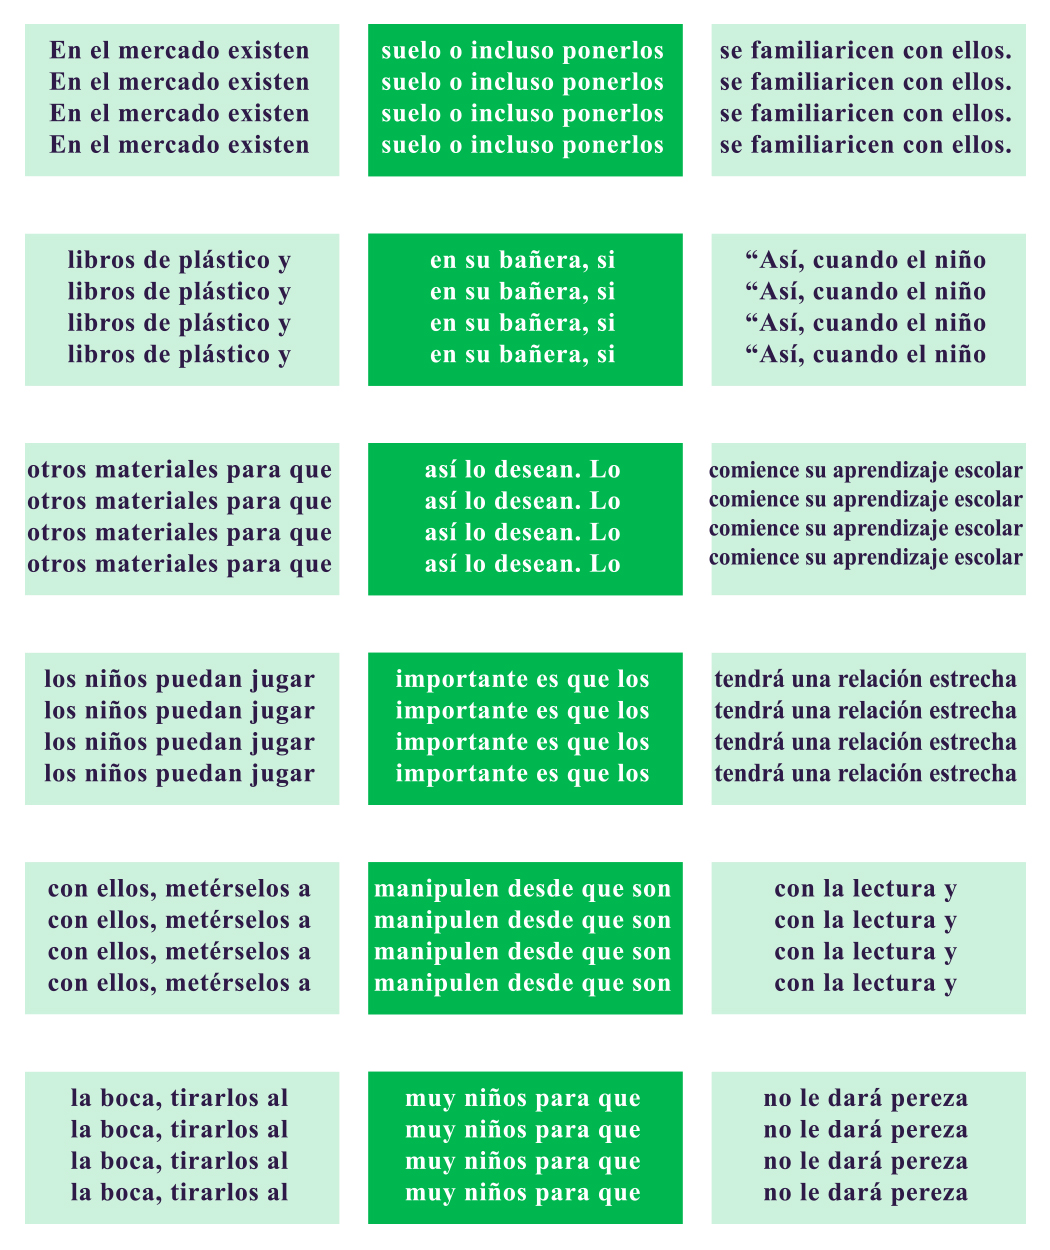 En el mercado existen
En el mercado existen
En el mercado existen
En el mercado existen
libros de plástico y
libros de plástico y
libros de plástico y
libros de plástico y
otros materiales para que
otros materiales para que
otros materiales para que
otros materiales para que
los niños puedan jugar
los niños puedan jugar
los niños puedan jugar
los niños puedan jugar
con ellos, metérselos a
con ellos, metérselos a
con ellos, metérselos a
con ellos, metérselos a
la boca, tirarlos al
la boca, tirarlos al
la boca, tirarlos al
la boca, tirarlos al
suelo o incluso ponerlos
suelo o incluso ponerlos
suelo o incluso ponerlos
suelo o incluso ponerlos
en su bañera, si
en su bañera, si
en su bañera, si
en su bañera, si
así lo desean. Lo
así lo desean. Lo
así lo desean. Lo
así lo desean. Lo
importante es que los
importante es que los
importante es que los
importante es que los
manipulen desde que son
manipulen desde que son
manipulen desde que son
manipulen desde que son
muy niños para que
muy niños para que
muy niños para que
muy niños para que
se familiaricen con ellos.
se familiaricen con ellos.
se familiaricen con ellos.
se familiaricen con ellos.
“Así, cuando el niño
“Así, cuando el niño
“Así, cuando el niño
“Así, cuando el niño
comience su aprendizaje escolar
comience su aprendizaje escolar
comience su aprendizaje escolar
comience su aprendizaje escolar
tendrá una relación estrecha
tendrá una relación estrecha
tendrá una relación estrecha
tendrá una relación estrecha
con la lectura y
con la lectura y
con la lectura y
con la lectura y
no le dará pereza
no le dará pereza
no le dará pereza
no le dará pereza